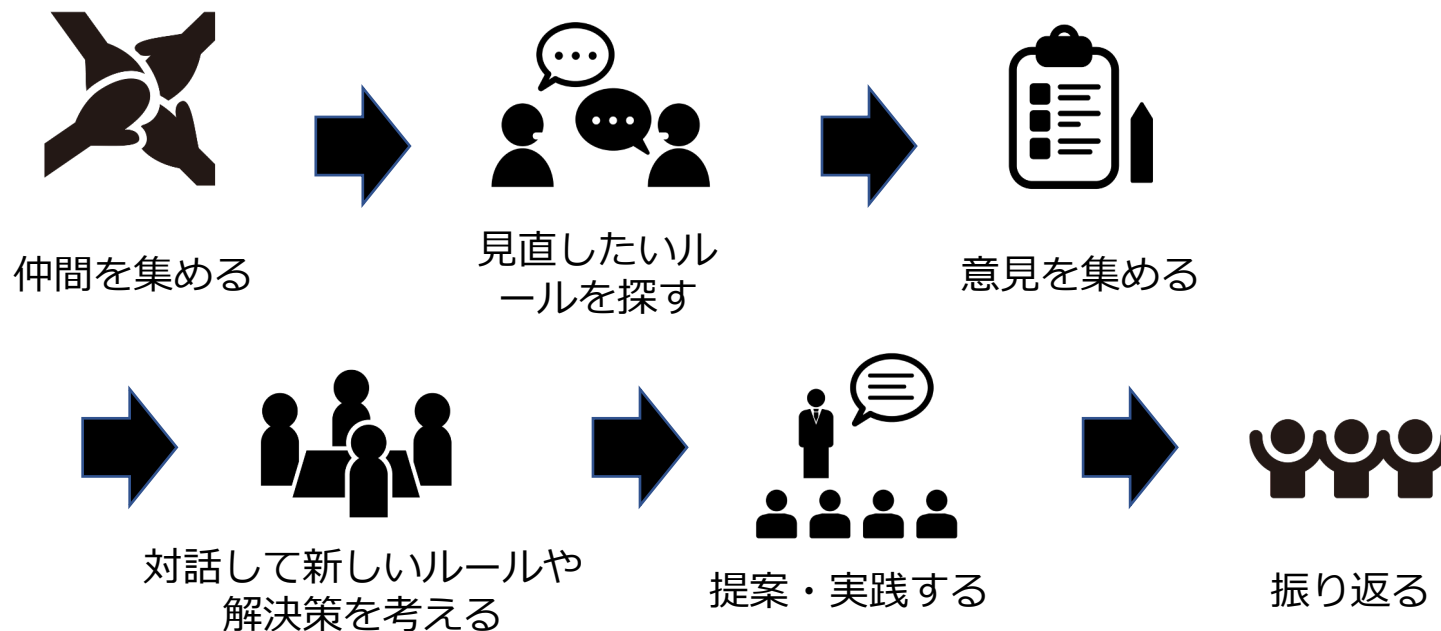 仲間を集める
見直したいル
ールを探す
意見を集める
対話して新しいルールや
解決策を考える
提案・実践する
振り返る